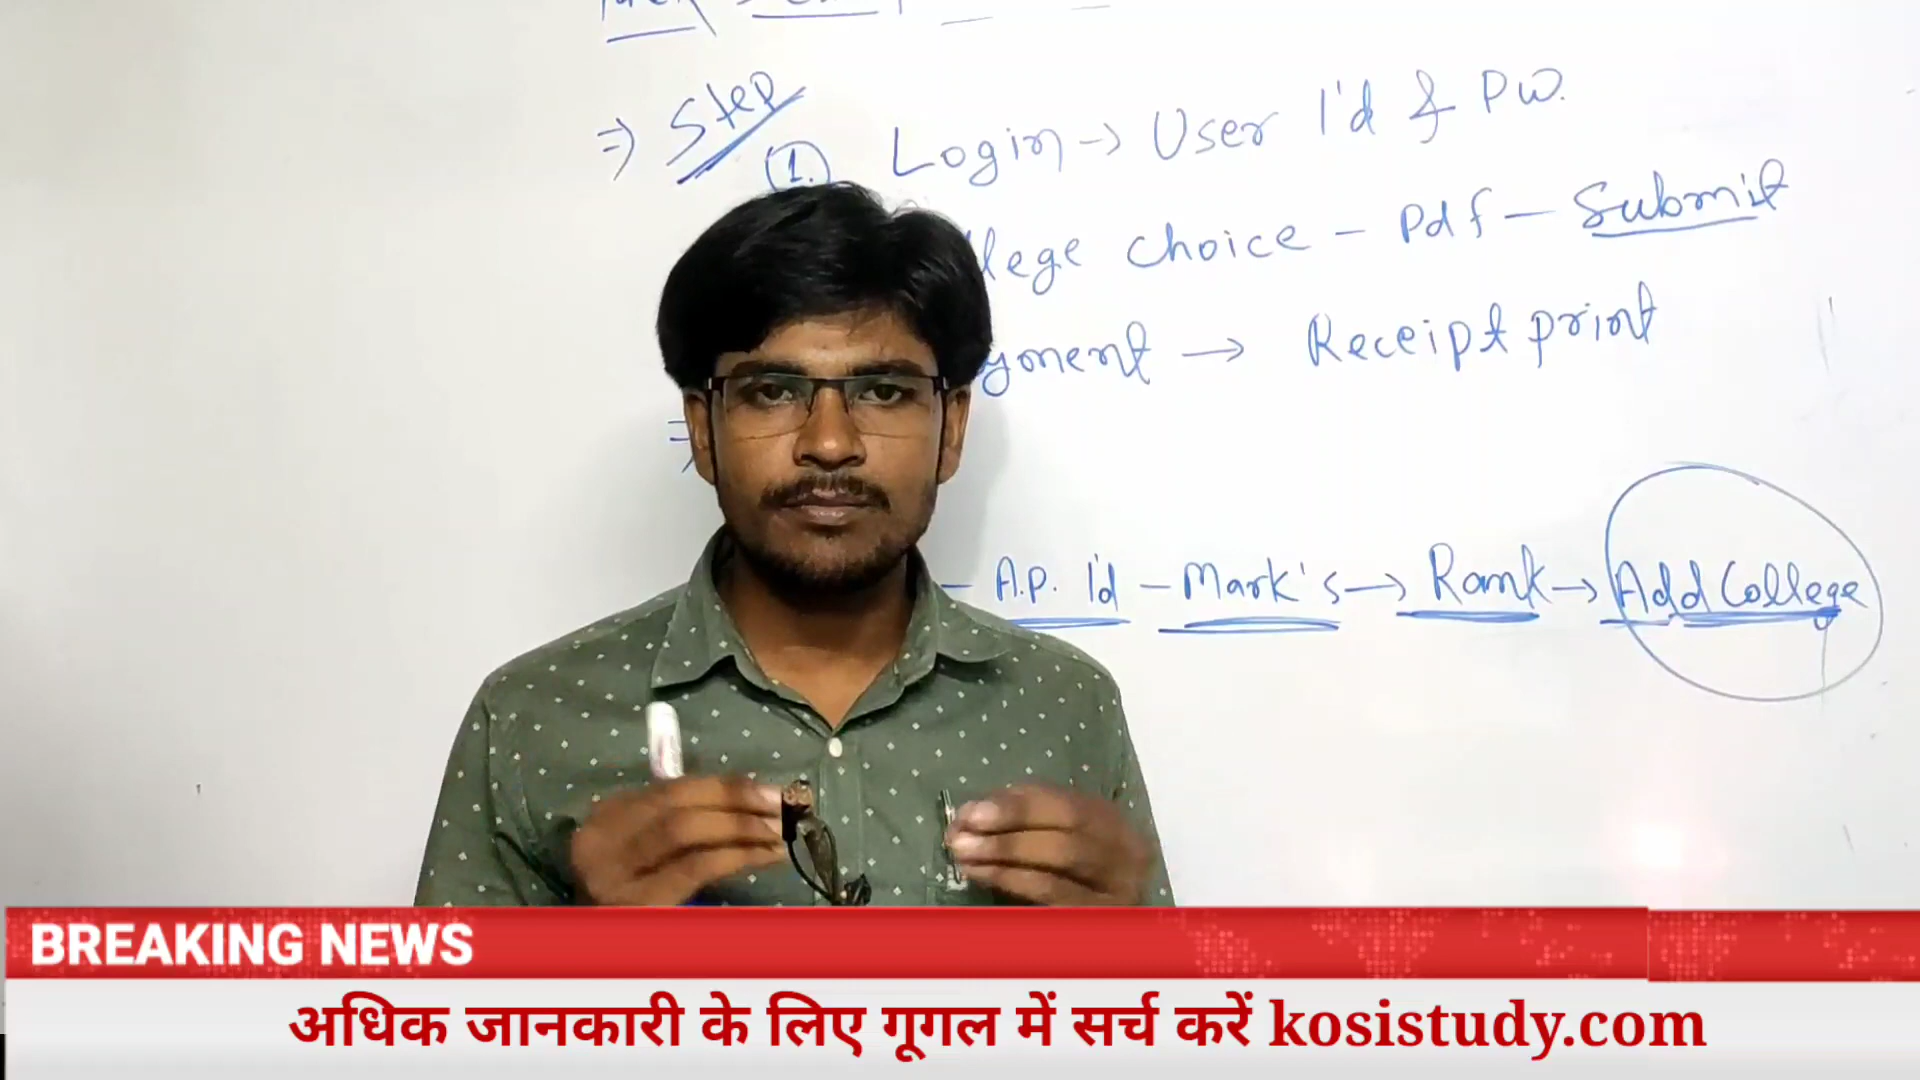 ⇒ Step
1. Login → User I'd & PW.
llege choice - Pdf - Submit
yment → Receipt print
- A.P. I'd - Mark's → Rank → Add College
BREAKING NEWS
अधिक जानकारी के लिए गूगल में सर्च करें kosistudy.com